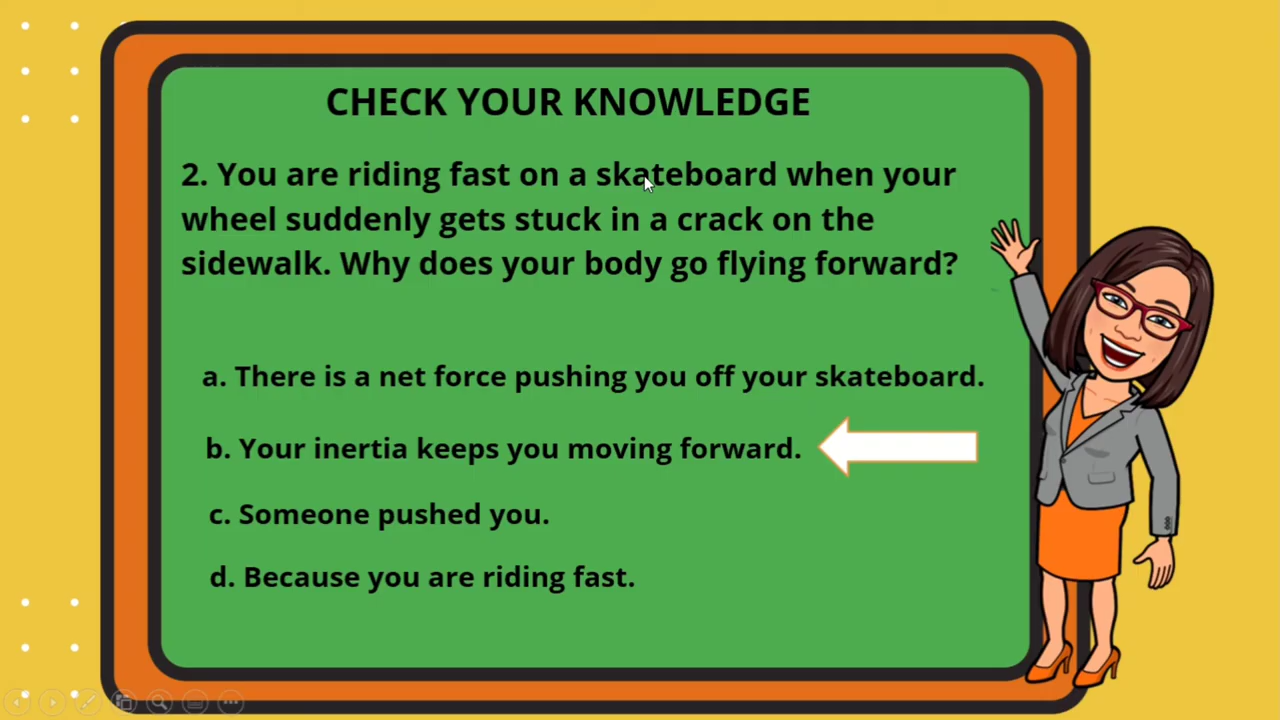 CHECK YOUR KNOWLEDGE
2. You are riding fast on a skateboard when your
wheel suddenly gets stuck in a crack on the
sidewalk. Why does your body go flying forward?
a. There is a net force pushing you off your skateboard.
b. Your inertia keeps you moving forward.
c. Someone pushed you.
d. Because you are riding fast.